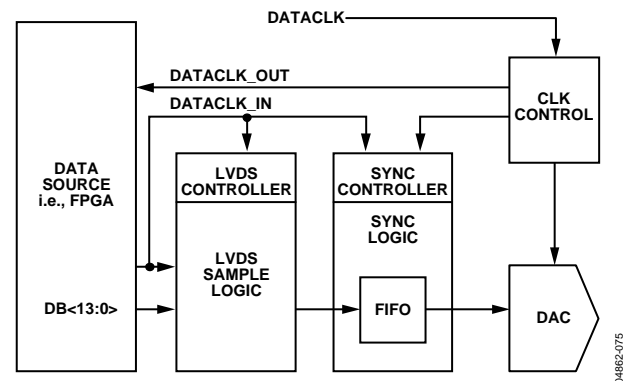 DATACLK
DATACLK_OUT
DATACLK_IN
CLK
CONTROL
DATA
SOURCE
i.e., FPGA
LVDS
CONTROLLER
SYNC
CONTROLLER
SYNC
LOGIC
LVDS
SAMPLE
LOGIC
DB<13:0>
FIFO
DAC
04862-075